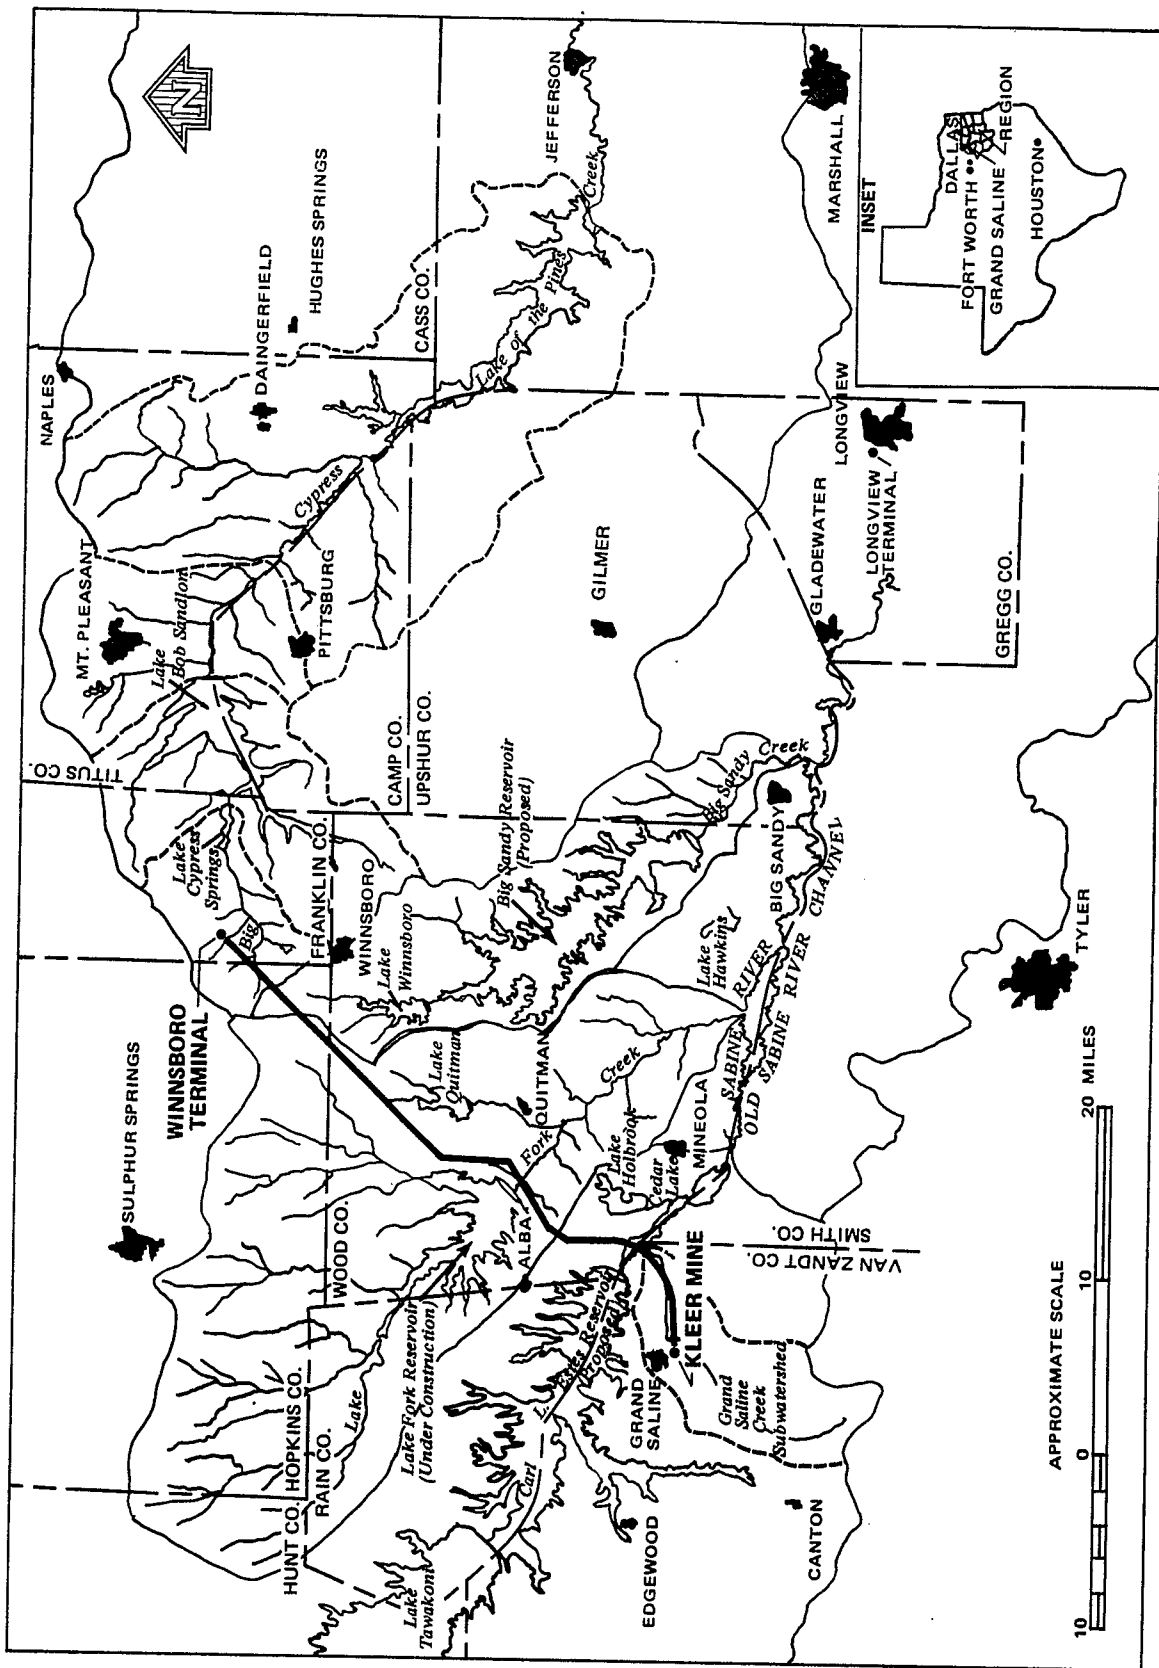 N
NAPLES
MT. PLEASANT
DAINGERFIELD
HUGHES SPRINGS
CASS CO.
JEFFERSON
Creek
Lake of the Pines
Cypress
PITTSBURG
Lake
Bob Sandlon
TITUS CO.
CAMP CO.
UPSHUR CO.
Lake
Cypress
Springs
Big
FRANKLIN CO.
WINNSBORO
Lake
Winnsboro
WINNSBORO
TERMINAL
SULPHUR SPRINGS
WOOD CO.
HOPKINS CO.
RAIN CO.
HUNT CO.
Lake
Lake Fork Reservoir
(Under Construction)
Lake
Tawakoni
Carl
L. Estes Reservoir
(Proposed)
ALBA
Fork
Creek
Lake
Quitman
QUITMAN
Big Sandy Reservoir
(Proposed)
Big Sandy
Creek
GILMER
MARSHALL
LONGVIEW
LONGVIEW
TERMINAL
GLADEWATER
GREGG CO.
BIG SANDY
Lake
Hawkins
SABINE RIVER
OLD SABINE RIVER CHANNEL
MINEOLA
Lake
Holbrook
Cedar
Lake
SMITH CO.
VAN ZANDT CO.
KLEER MINE
GRAND
SALINE
Grand
Saline
Creek
Subwatershed
EDGEWOOD
CANTON
TYLER
INSET
DALLAS
FORT WORTH
GRAND SALINE
REGION
HOUSTON
10
0
10
20 MILES
APPROXIMATE SCALE